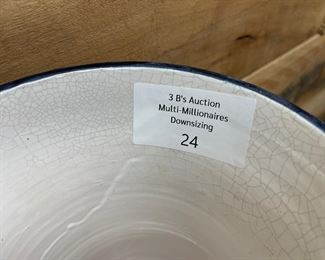 3 B's Auction
Multi-Millionaires
Downsizing
24